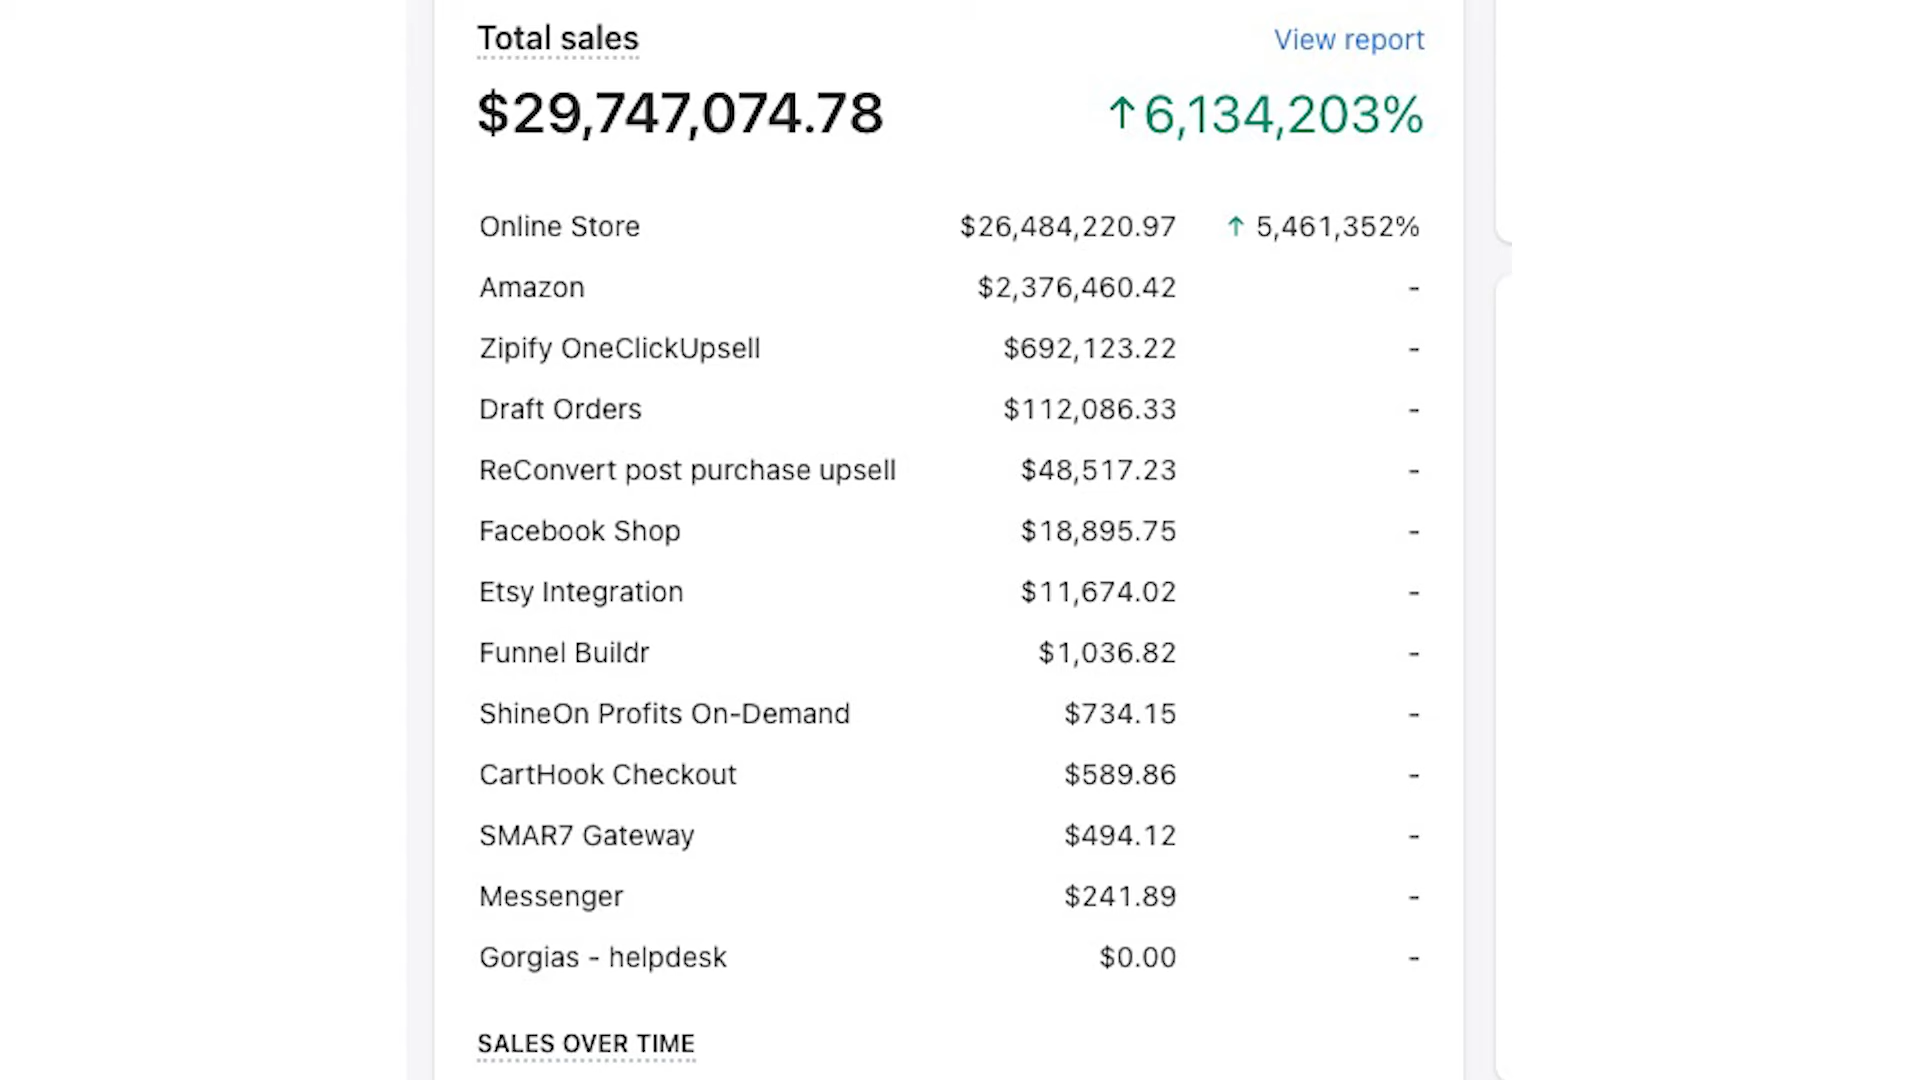 Total sales View report
$29,747,074.78 ↑6,134,203%
Online Store $26,484,220.97 ↑ 5,461,352%
Amazon $2,376,460.42 -
Zipify OneClickUpsell $692,123.22 -
Draft Orders $112,086.33 -
ReConvert post purchase upsell $48,517.23 -
Facebook Shop $18,895.75 -
Etsy Integration $11,674.02 -
Funnel Buildr $1,036.82 -
ShineOn Profits On-Demand $734.15 -
CartHook Checkout $589.86 -
SMAR7 Gateway $494.12 -
Messenger $241.89 -
Gorgias - helpdesk $0.00 -
SALES OVER TIME